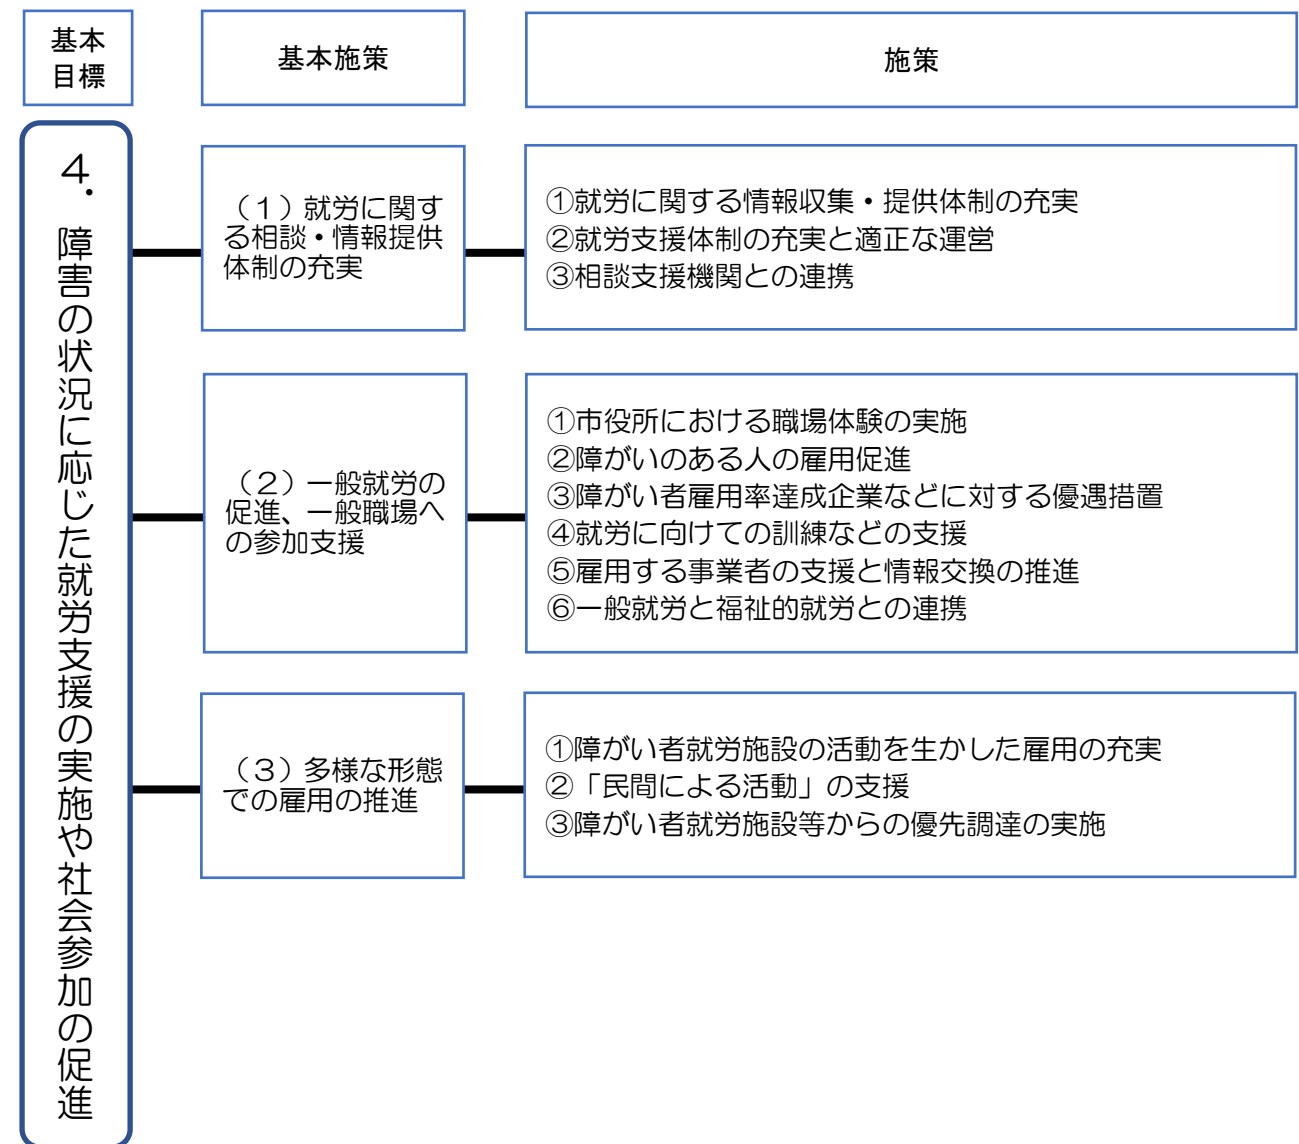 基本
目標
基本施策
施策
4．障害の状況に応じた就労支援の実施や社会参加の促進
（１）就労に関す
る相談・情報提供
体制の充実
①就労に関する情報収集・提供体制の充実
②就労支援体制の充実と適正な運営
③相談支援機関との連携
（２）一般就労の
促進、一般職場へ
の参加支援
①市役所における職場体験の実施
②障がいのある人の雇用促進
③障がい者雇用率達成企業などに対する優遇措置
④就労に向けての訓練などの支援
⑤雇用する事業者の支援と情報交換の推進
⑥一般就労と福祉的就労との連携
（３）多様な形態
での雇用の推進
①障がい者就労施設の活動を生かした雇用の充実
②「民間による活動」の支援
③障がい者就労施設等からの優先調達の実施